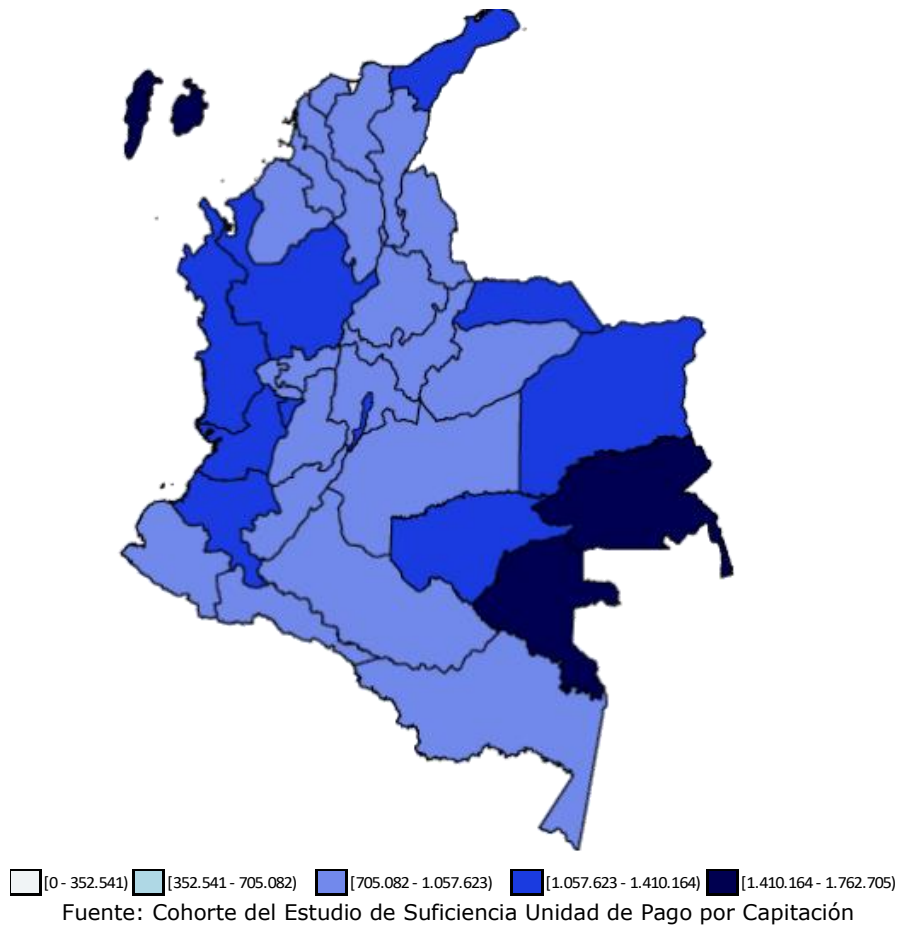 [0 - 352.541) [352.541 - 705.082) [705.082 - 1.057.623) [1.057.623 - 1.410.164) [1.410.164 - 1.762.705)
Fuente: Cohorte del Estudio de Suficiencia Unidad de Pago por Capitación